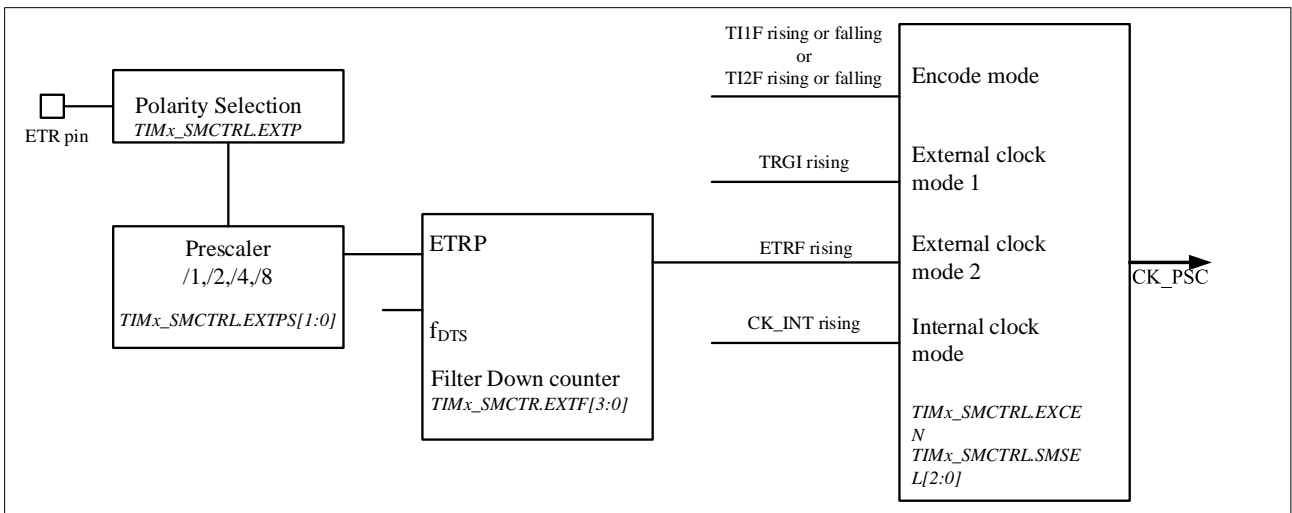 ETR pin
Polarity Selection
TIMx_SMCTRL.EXTP
Prescaler
/1,/2,/4,/8
TIMx_SMCTRL.EXTPS[1:0]
ETRP
fDTS
Filter Down counter
TIMx_SMCTR.EXTF[3:0]
TI1F rising or falling
or
TI2F rising or falling
TRGI rising
ETRF rising
CK_INT rising
Encode mode
External clock
mode 1
External clock
mode 2
Internal clock
mode
TIMx_SMCTRL.EXCE
N
TIMx_SMCTRL.SMSE
L[2:0]
CK_PSC